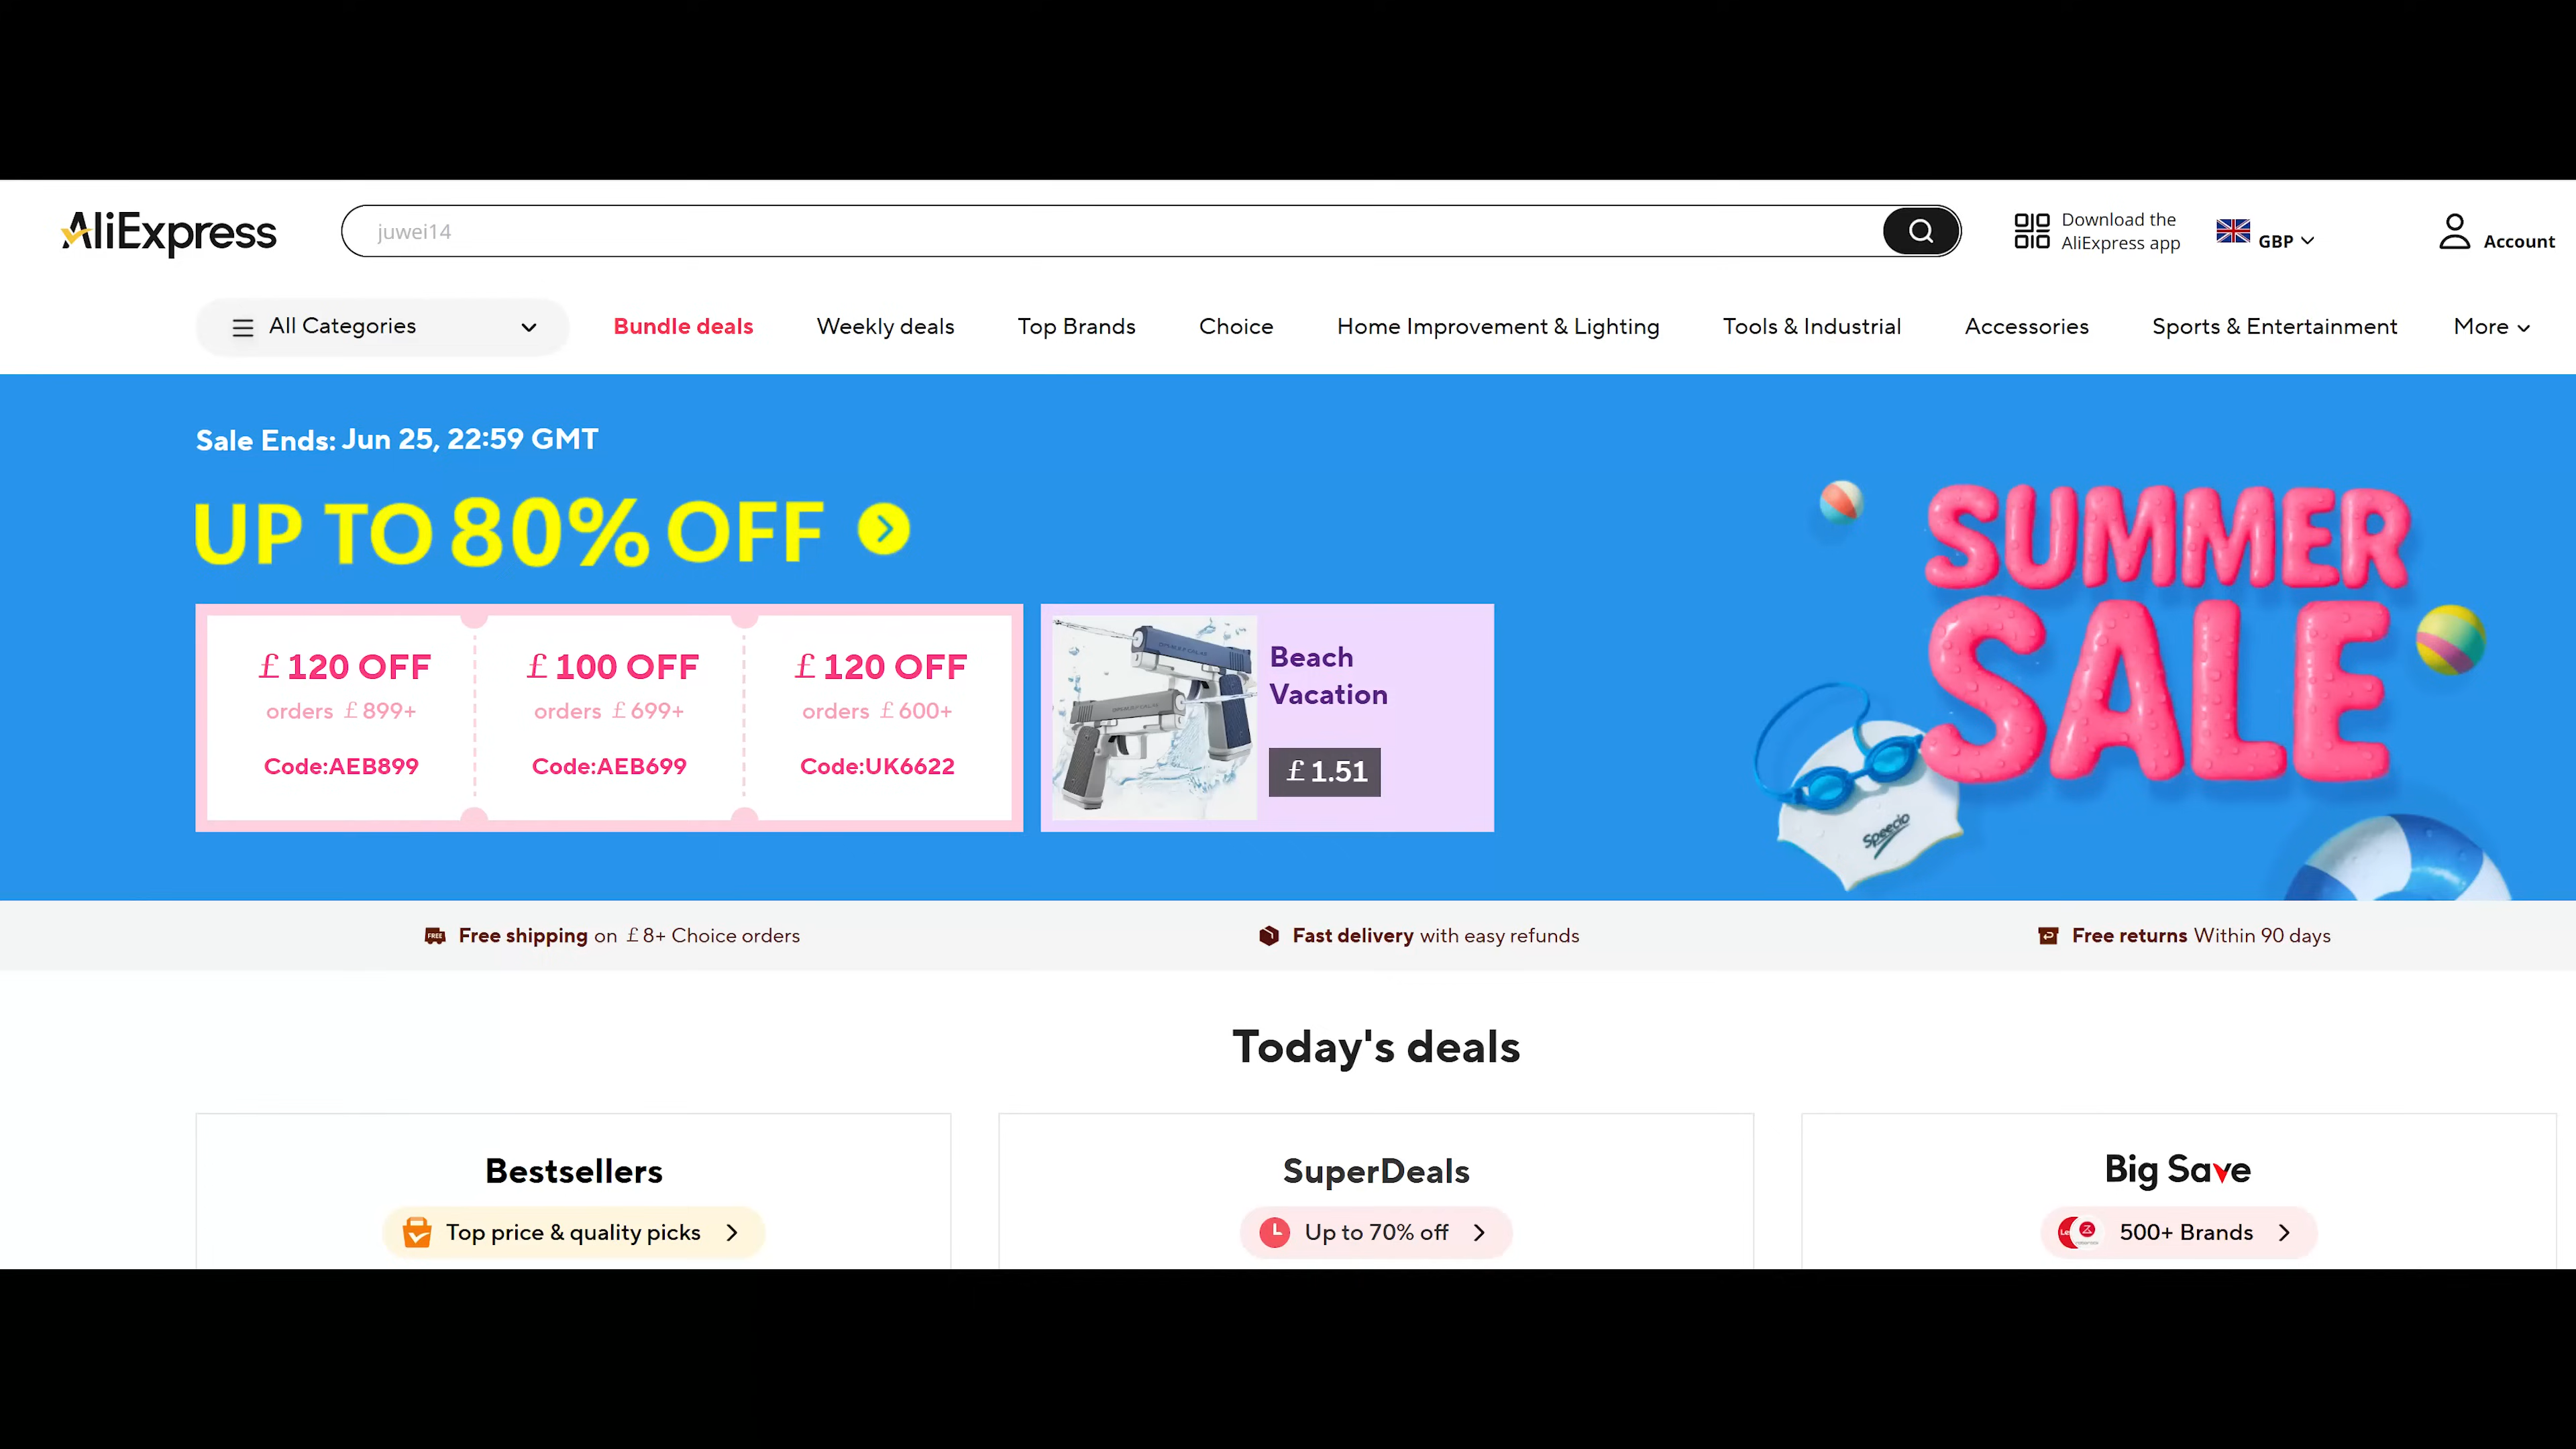 AliExpress
juwei14
Download the
AliExpress app
GBP
Account
All Categories
Bundle deals
Weekly deals
Top Brands
Choice
Home Improvement & Lighting
Tools & Industrial
Accessories
Sports & Entertainment
More
Sale Ends: Jun 25, 22:59 GMT
UP TO 80% OFF
£120 OFF
orders £899+
Code:AEB899
£100 OFF
orders £699+
Code:AEB699
£120 OFF
orders £600+
Code:UK6622
Beach
Vacation
£1.51
SUMMER
SALE
FREE
Free shipping on £8+ Choice orders
Fast delivery with easy refunds
Free returns Within 90 days
Today's deals
Bestsellers
Top price & quality picks
SuperDeals
Up to 70% off
Big Save
500+ Brands